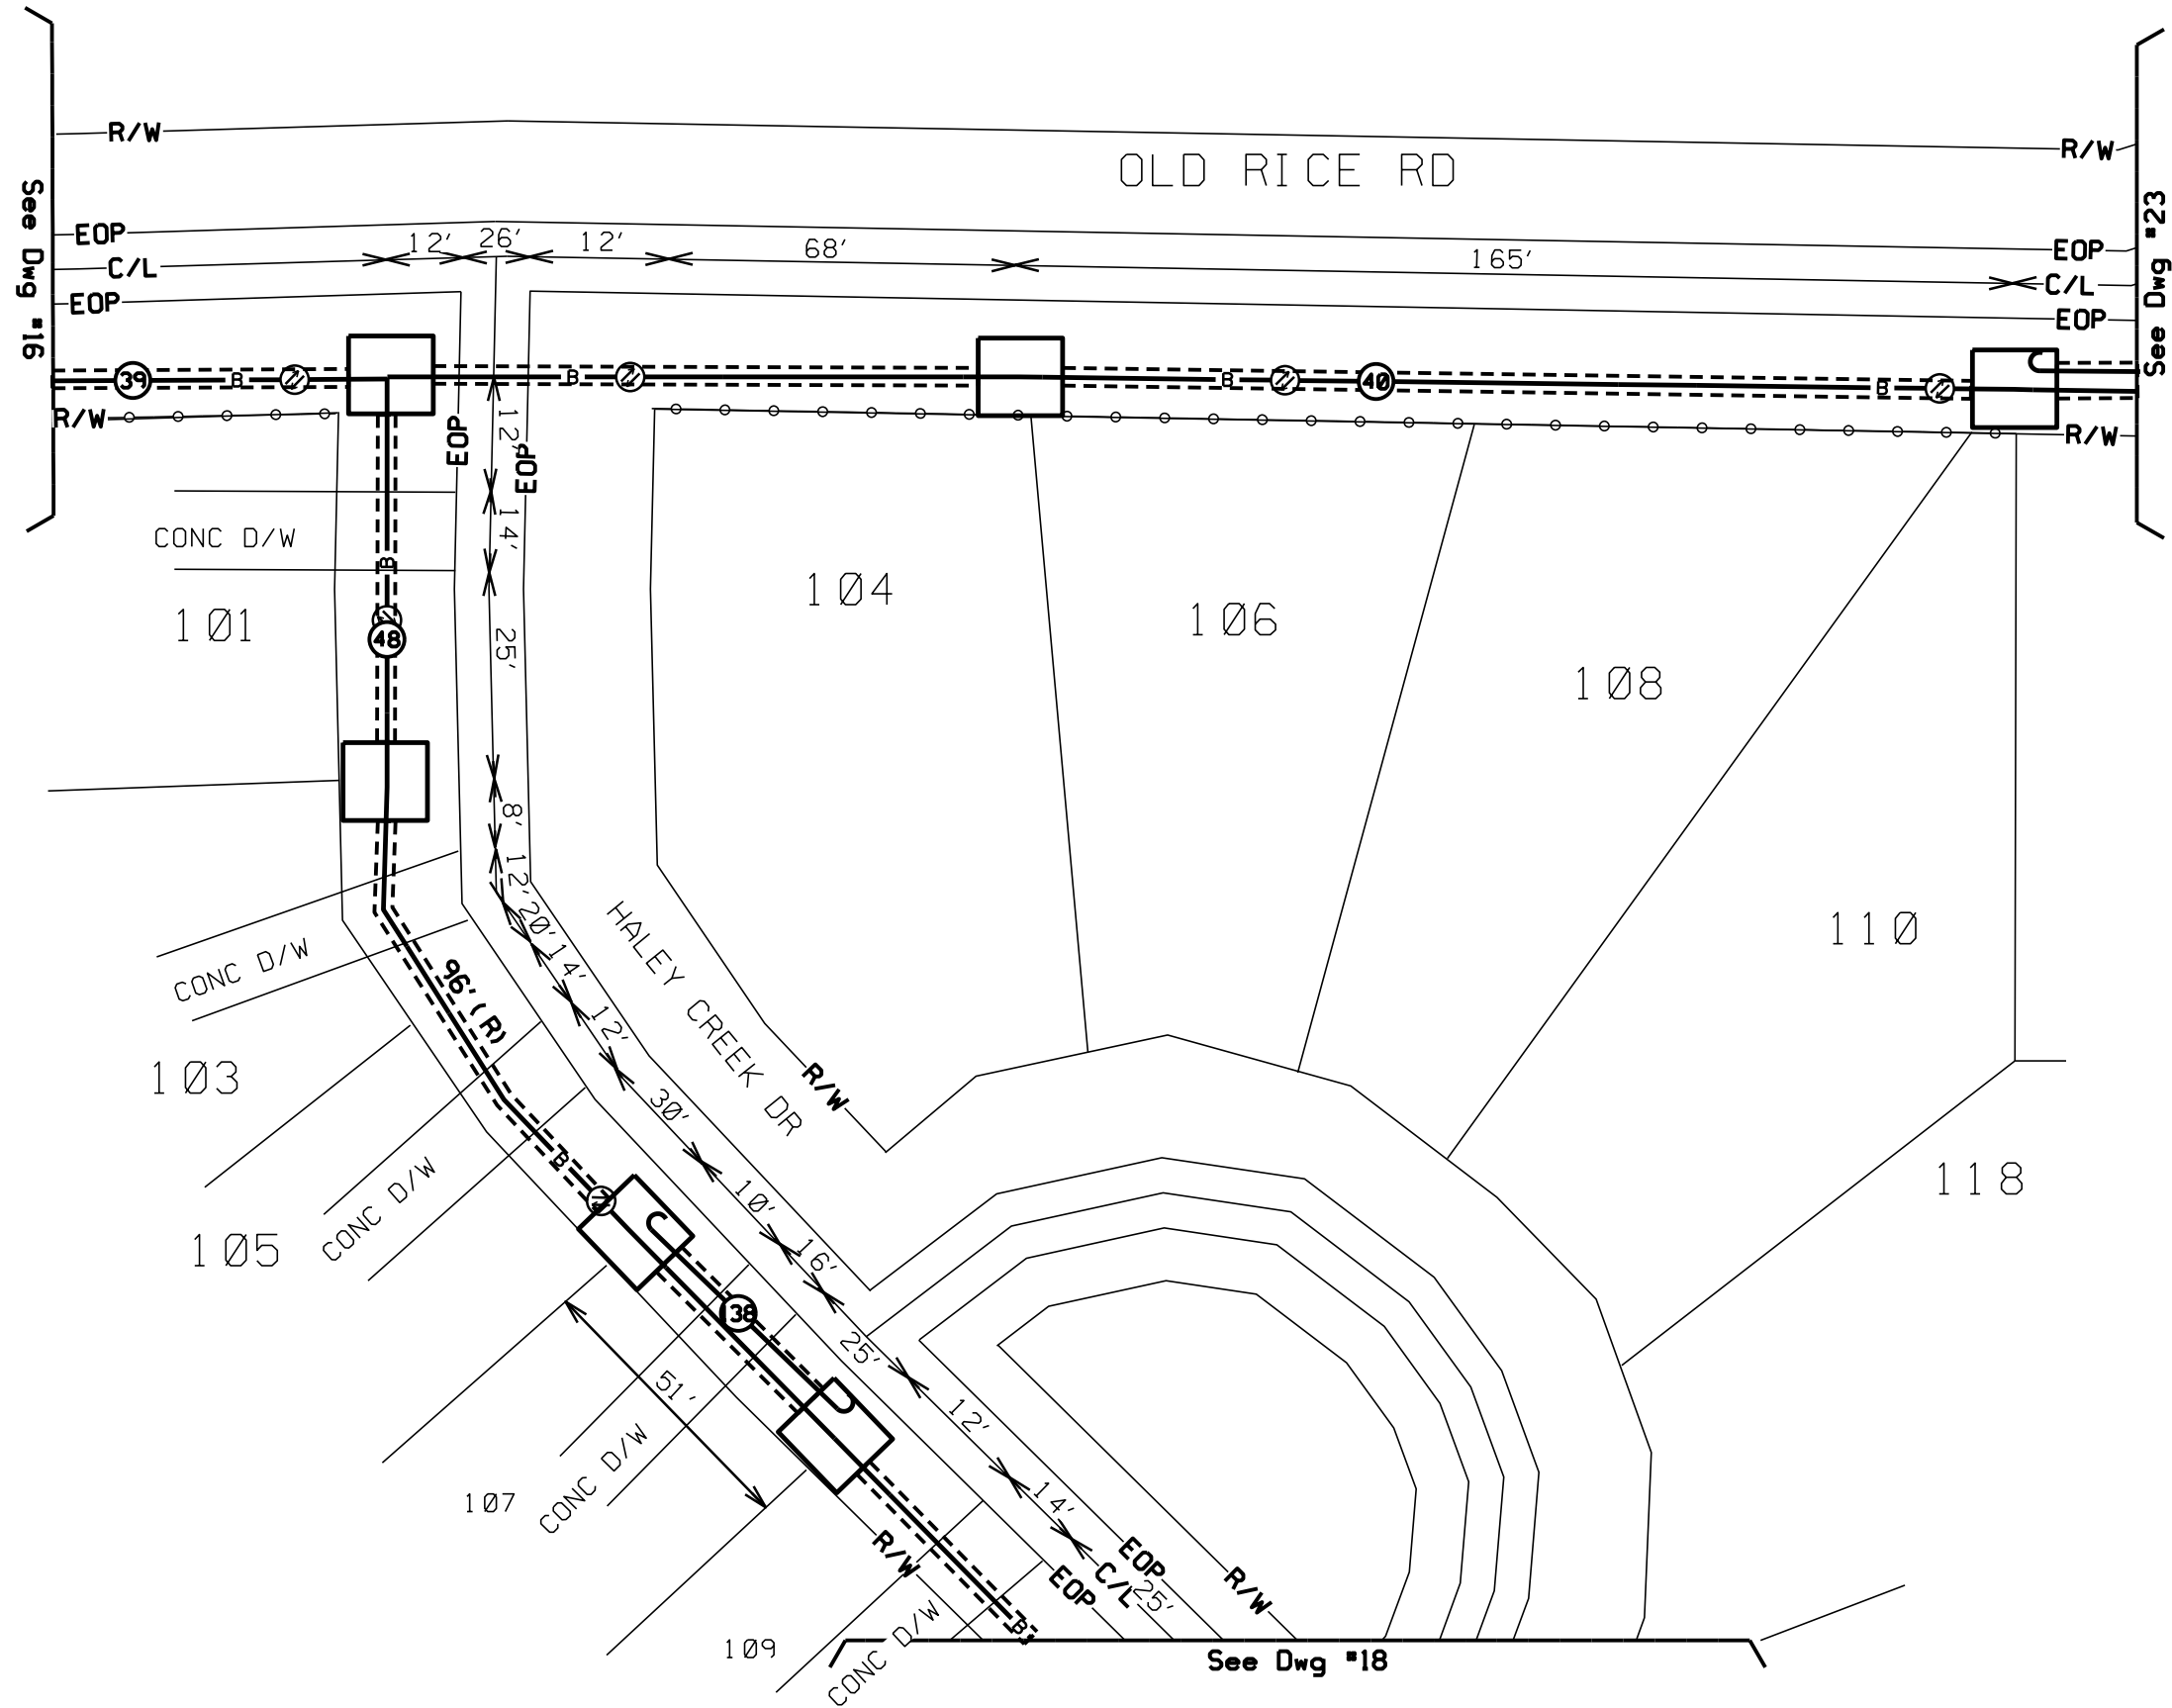 R/W
OLD RICE RD
R/W
See Dwg #16
See Dwg #23
EOP
12'
26'
12'
68'
165'
EOP
C/L
C/L
EOP
EOP
39
B
B
B
40
B
R/W
EOP
12'
EOP
R/W
14'
CONC D/W
B
104
106
101
48
25'
108
8'
12'
20'
HALEY CREEK DR
110
CONC D/W
96' (R)
14'
12'
103
30'
R/W
B
CONC D/W
10'
118
105
16'
38
25'
51'
12'
107
CONC D/W
14'
R/W
EOP
C/L
EOP
25'
R/W
B
109
CONC D/W
See Dwg #18